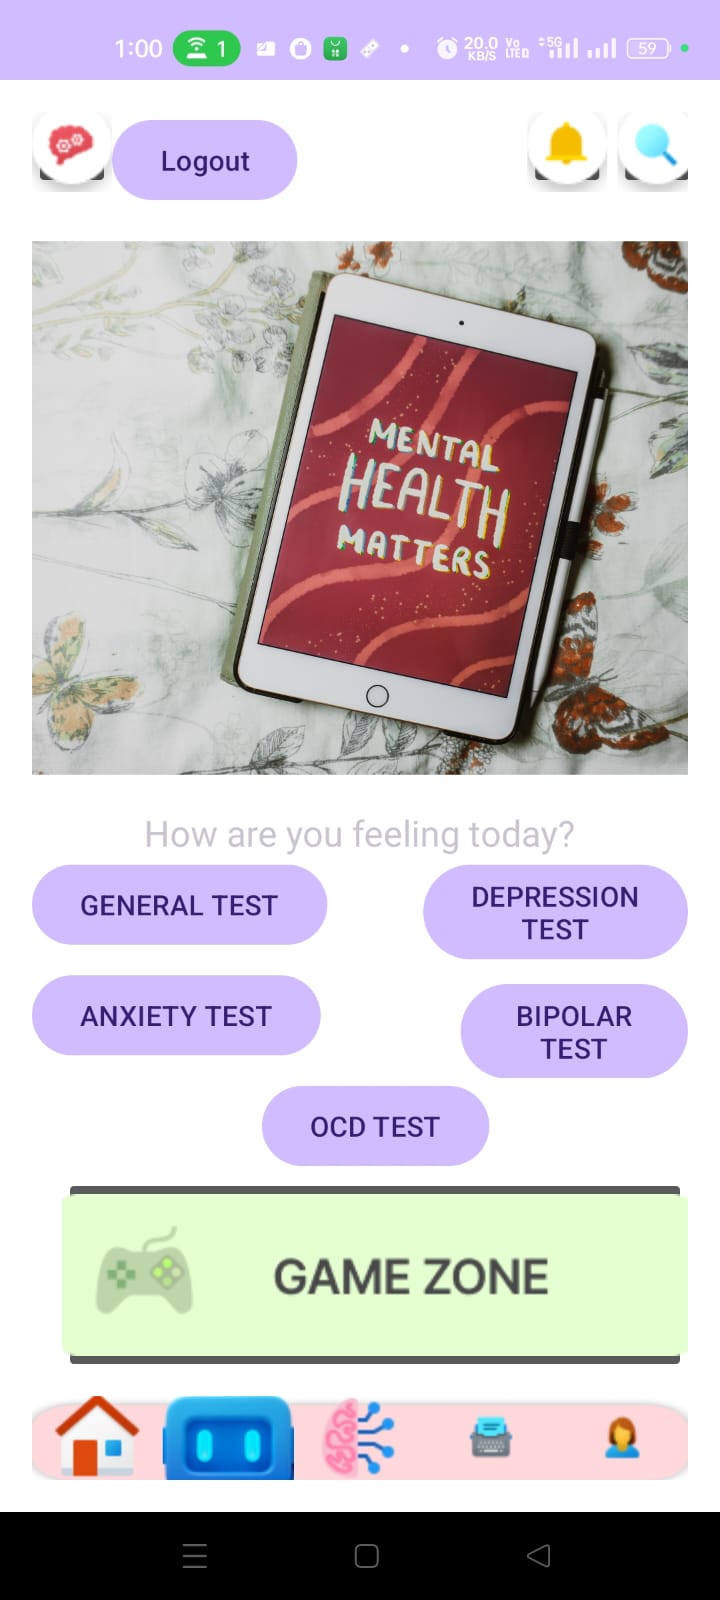 1:00 1 20.0 KB/S Vo LTE D 5G 59
Logout
MENTAL
HEALTH
MATTERS
How are you feeling today?
GENERAL TEST
DEPRESSION
TEST
ANXIETY TEST
BIPOLAR
TEST
OCD TEST
GAME ZONE